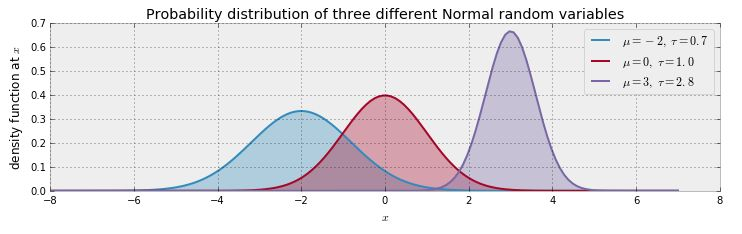 Probability distribution of three different Normal random variables
density function at x
0.7
0.6
0.5
0.4
0.3
0.2
0.1
0.0
μ = −2, τ = 0.7
μ = 0, τ = 1.0
μ = 3, τ = 2.8
−8 −6 −4 −2 0 2 4 6 8
x